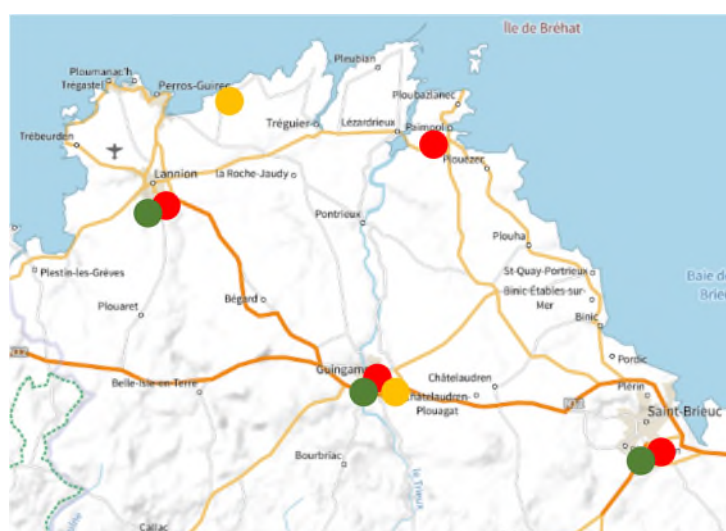 Île de Bréhat
Pleubian
Ploumanac'h
Trégastel
Perros-Guirec
Ploubazlanec
Trébeurden
Tréguier
Lézardrieux
Paimpol
Plouézec
Lannion
la Roche-Jaudy
Pontrieux
Plouha
Plestin-les-Grèves
St-Quay-Portrieux
Baie de
Brieu
Bégard
Binic-Étables-sur-
Mer
Plouaret
Binic
Pordic
Guingamp
Belle-Isle-en-Terre
Châtelaudren
Châtelaudren-
Plouagat
Plérin
Saint-Brieuc
Bourbriac
le Trieux
Callac